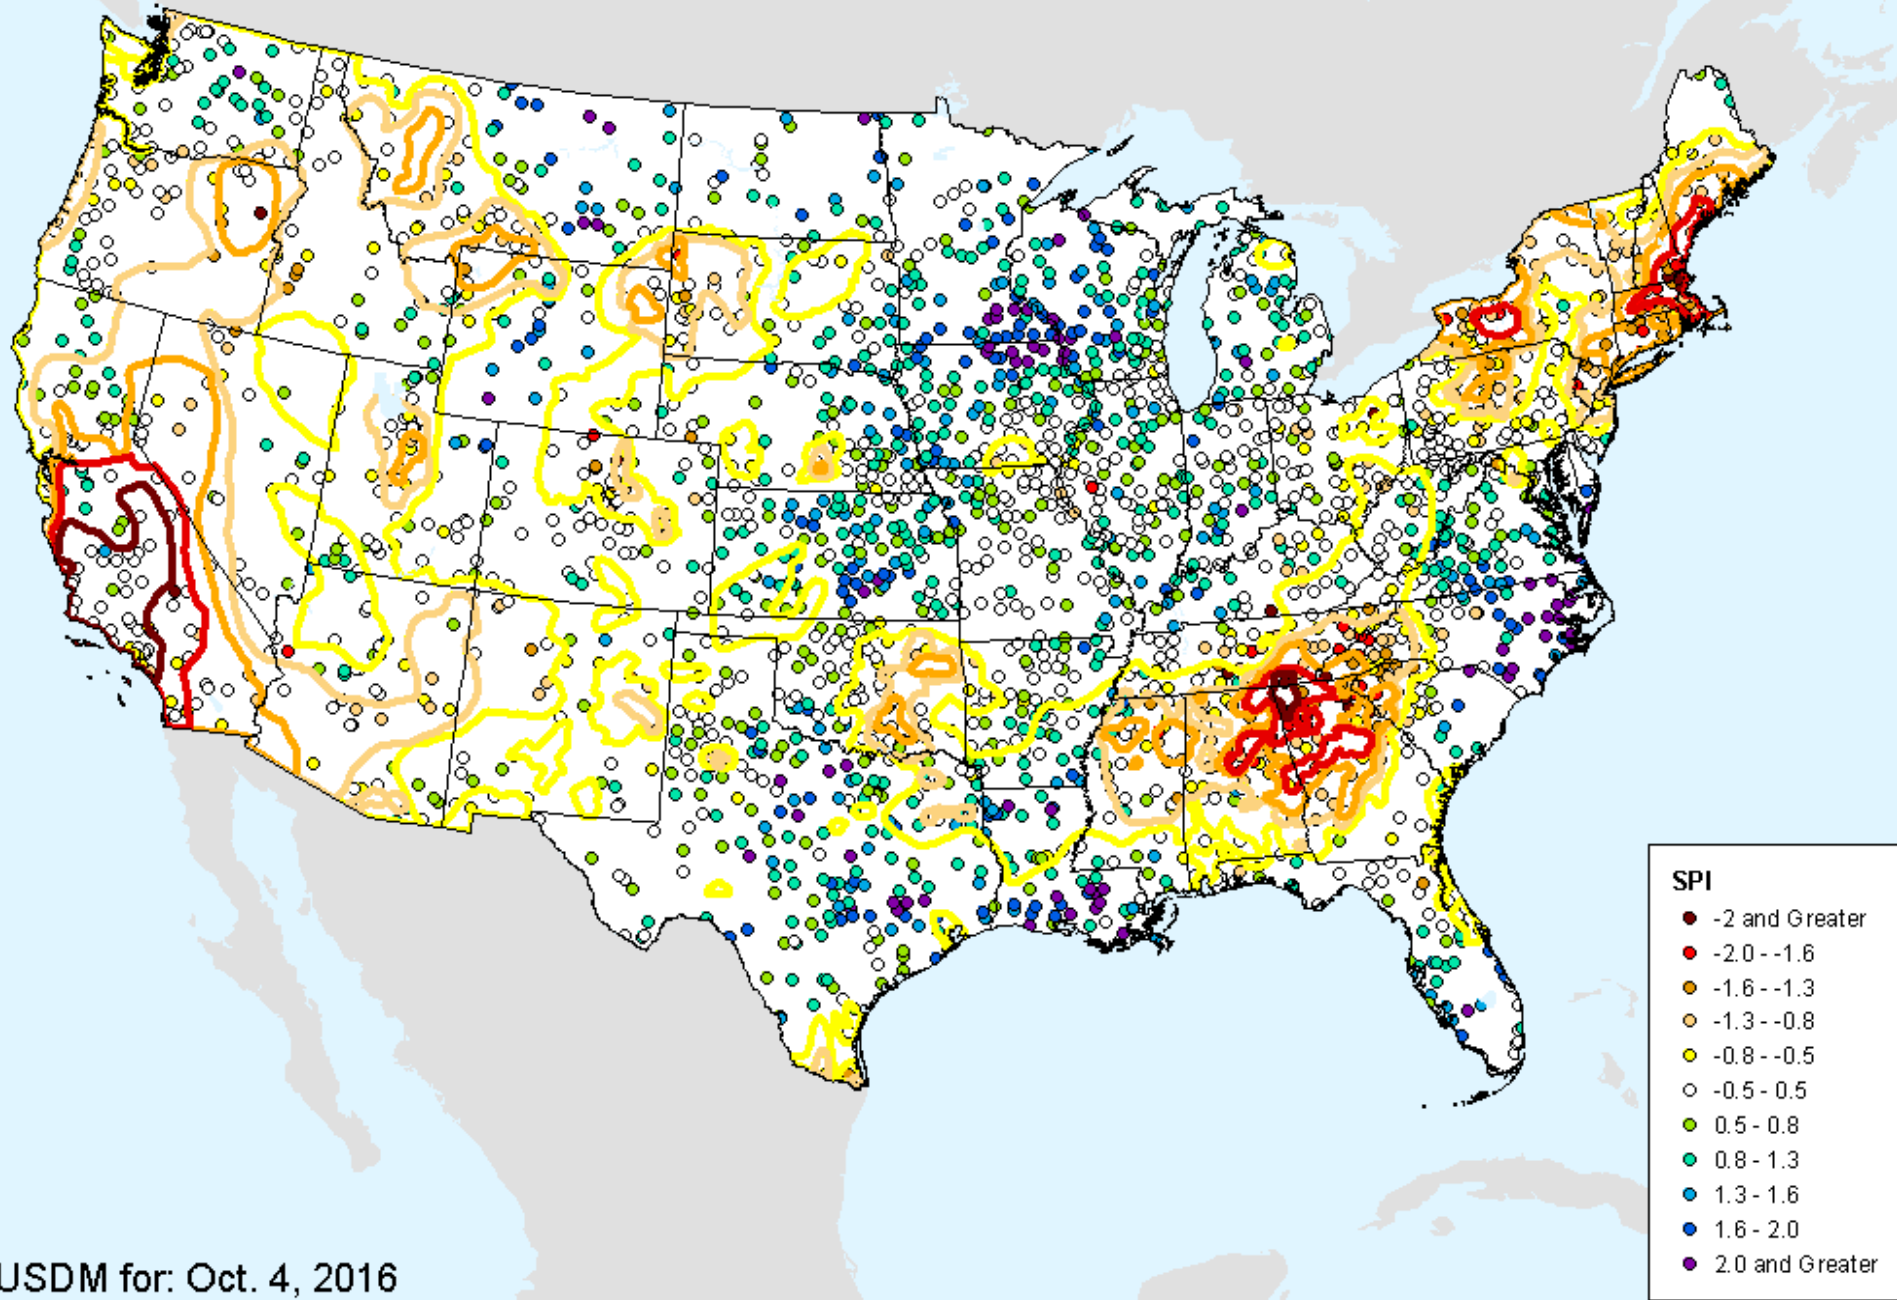 SPI
-2 and Greater
-2.0 - -1.6
-1.6 - -1.3
-1.3 - -0.8
-0.8 - -0.5
-0.5 - 0.5
0.5 - 0.8
0.8 - 1.3
1.3 - 1.6
1.6 - 2.0
2.0 and Greater
USDM for: Oct. 4, 2016